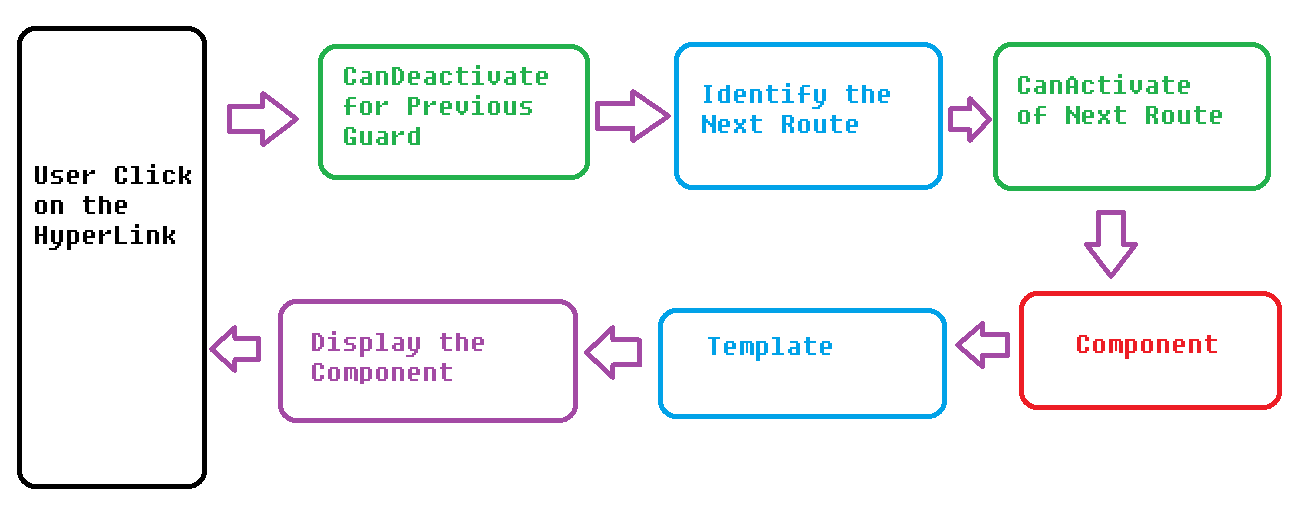 User Click
on the
HyperLink
CanDeactivate
for Previous
Guard
Identify the
Next Route
CanActivate
of Next Route
Component
Template
Display the
Component